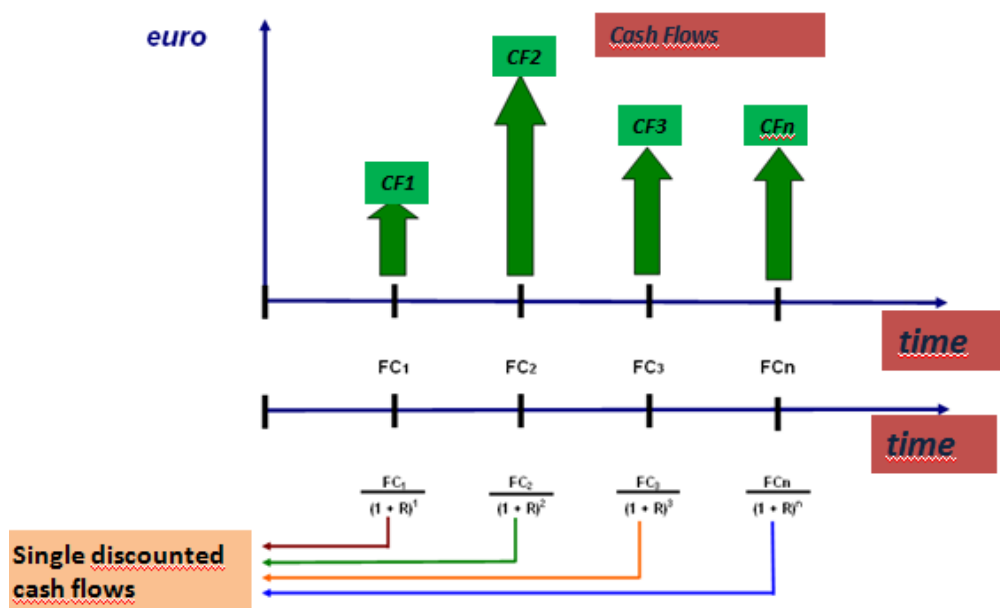 euro
Cash Flows
CF2
CF3
CFn
CF1
time
FC₁ FC₂ FC₃ FCn
time
FC₁ FC₂ FC₃ FCn
(1 + R)¹ (1 + R)² (1 + R)³ (1 + R)ⁿ
Single discounted
cash flows